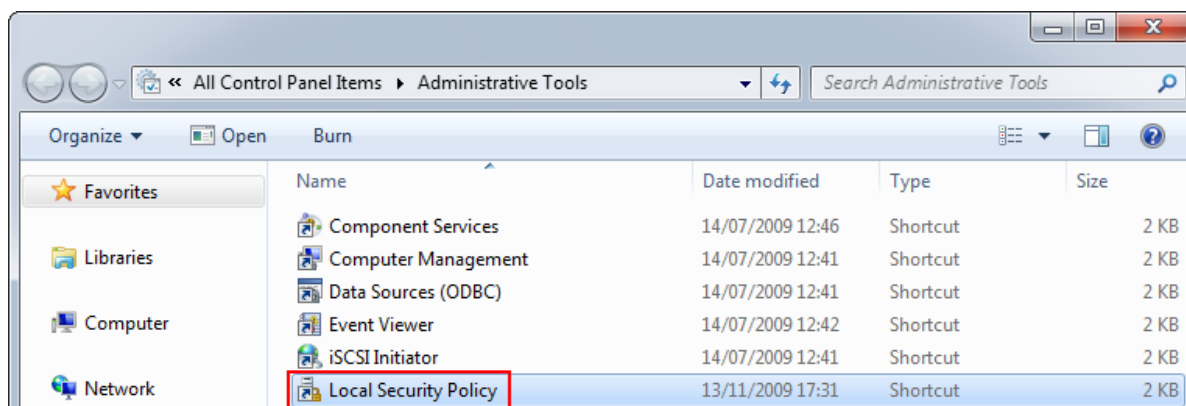 « All Control Panel Items Administrative Tools Search Administrative Tools
Organize Open Burn
Favorites
Libraries
Computer
Network
Name Date modified Type Size
Component Services 14/07/2009 12:46 Shortcut 2 KB
Computer Management 14/07/2009 12:41 Shortcut 2 KB
Data Sources (ODBC) 14/07/2009 12:41 Shortcut 2 KB
Event Viewer 14/07/2009 12:42 Shortcut 2 KB
iSCSI Initiator 14/07/2009 12:41 Shortcut 2 KB
Local Security Policy 13/11/2009 17:31 Shortcut 2 KB